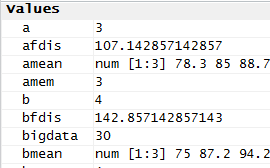 Values
a 3
afdis 107.142857142857
amean num [1:3] 78.3 85 88.7
amem 3
b 4
bfdis 142.857142857143
bigdata 30
bmean num [1:3] 75 87.2 94.2